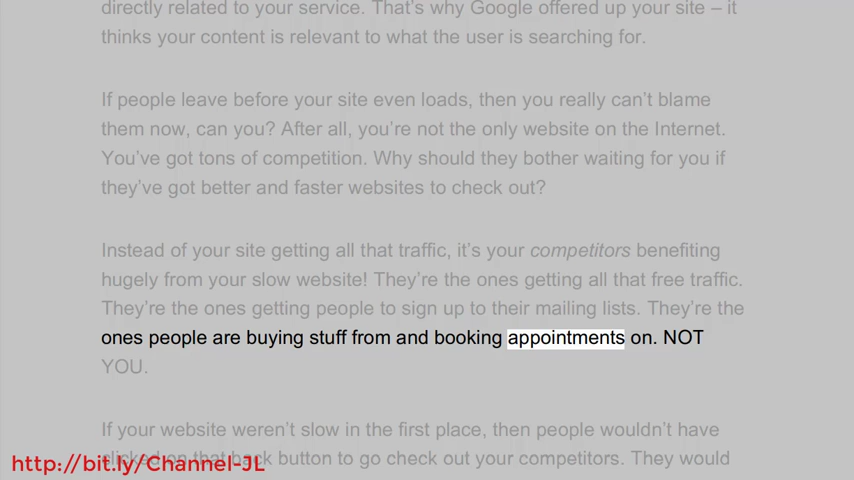 directly related to your service. That's why Google offered up your site – it
thinks your content is relevant to what the user is searching for.
If people leave before your site even loads, then you really can't blame
them now, can you? After all, you're not the only website on the Internet.
You've got tons of competition. Why should they bother waiting for you if
they've got better and faster websites to check out?
Instead of your site getting all that traffic, it's your competitors benefiting
hugely from your slow website! They're the ones getting all that free traffic.
They're the ones getting people to sign up to their mailing lists. They're the
ones people are buying stuff from and booking appointments on. NOT
YOU.
If your website weren't slow in the first place, then people wouldn't have
clicked on that back button to go check out your competitors. They would
http://bit.ly/Channel-JL